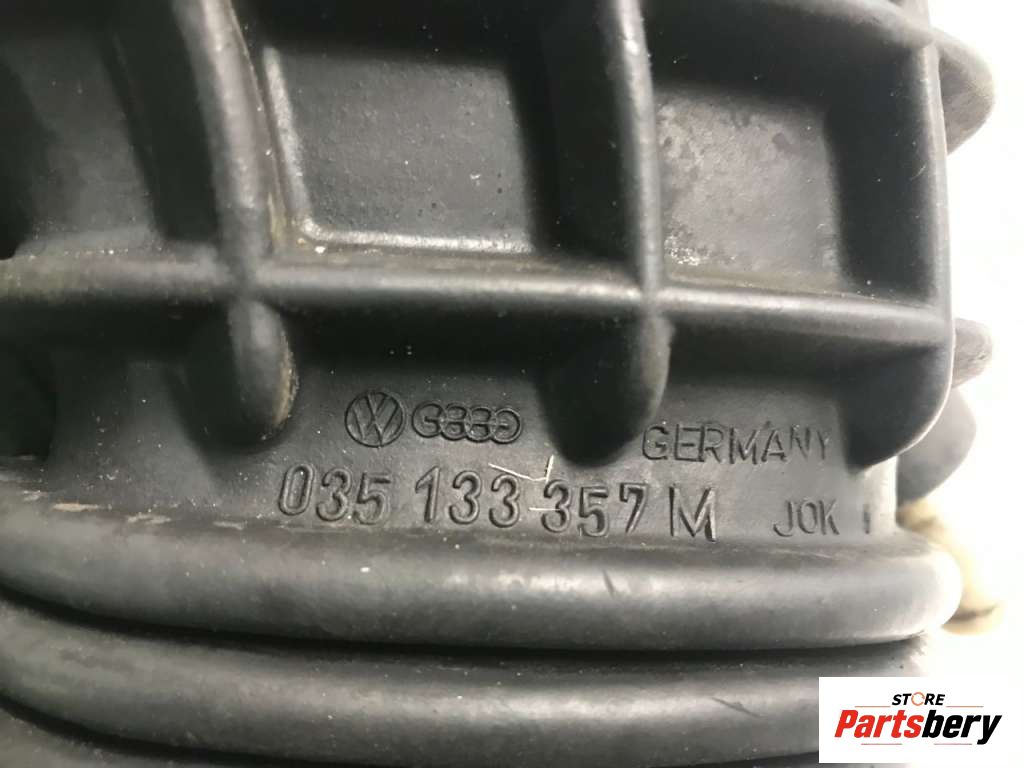 GERMANY
035 133 357 M JOK
STORE
Partsbery